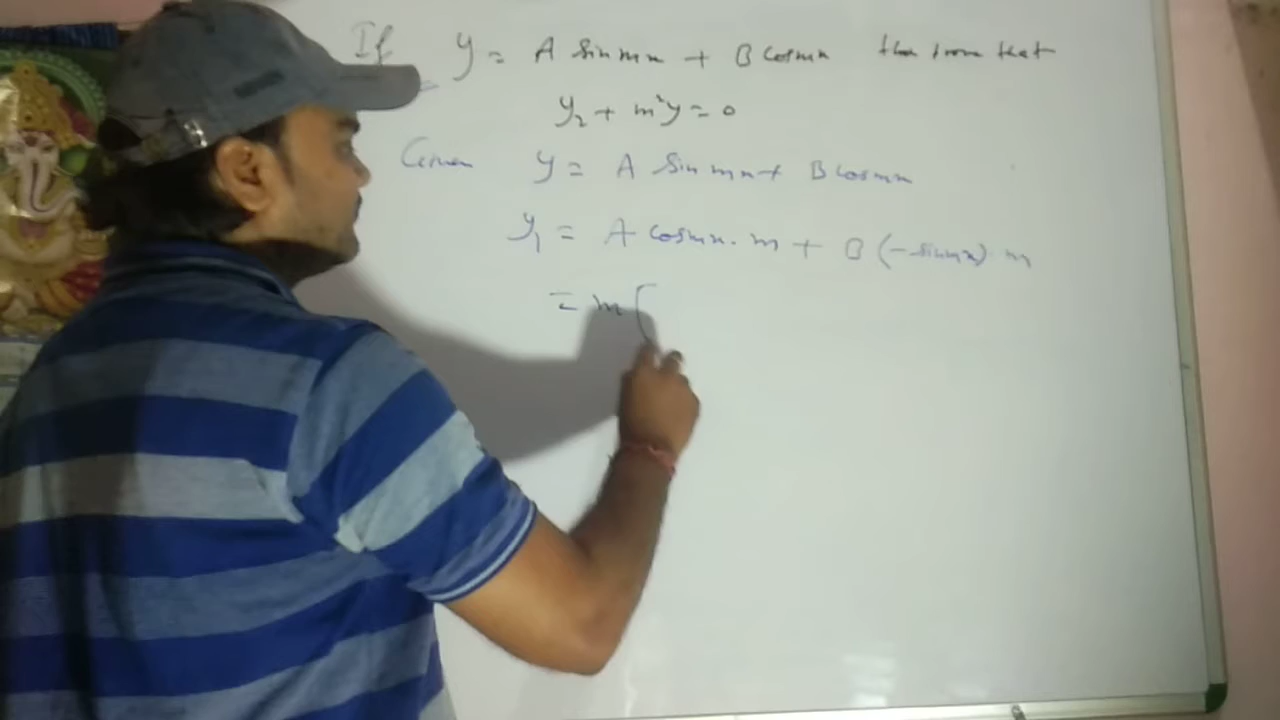 If y = A sin mx + B cos mx then prove that
y₂ + m²y = 0
Given y = A sin mx + B cos mx
y₁ = A cos mx . m + B (- sin mx) m
= m (